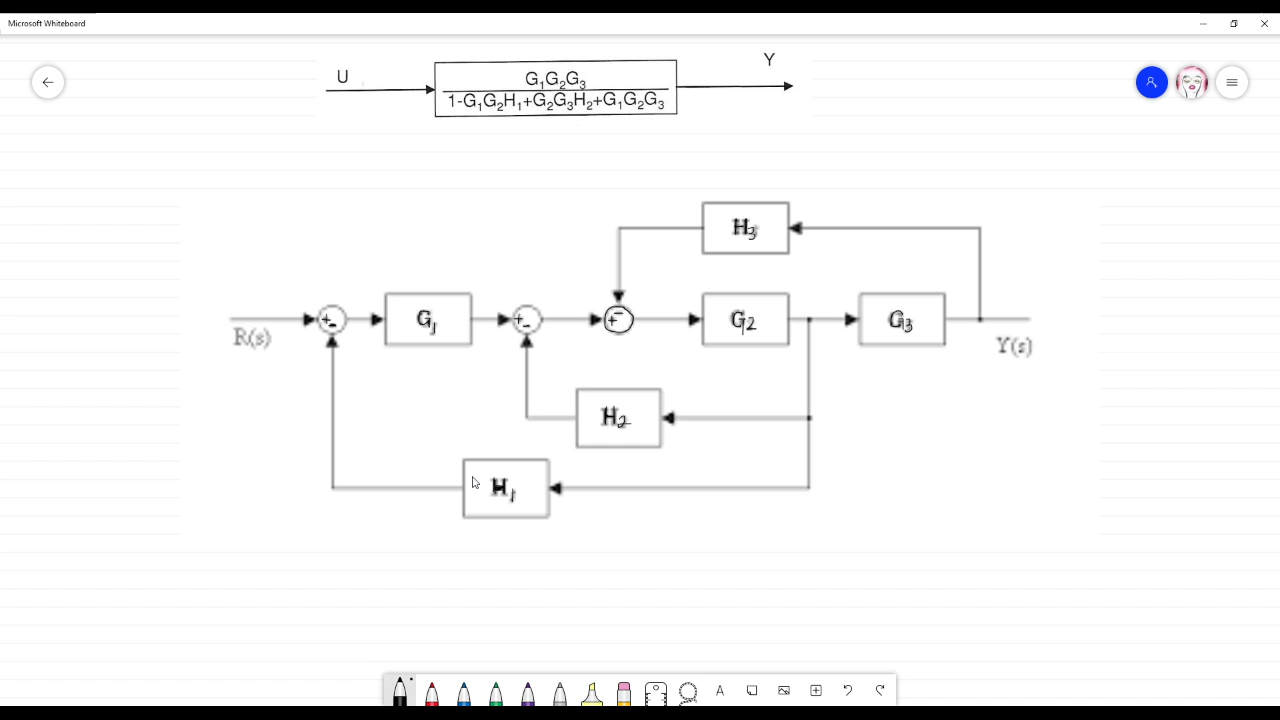 Microsoft Whiteboard
U
G₁G₂G₃
1-G₁G₂H₁+G₂G₃H₂+G₁G₂G₃
Y
H₃
R(s)
+-
G₁
+-
+-
G₂
G₃
Y(s)
H₂
H₁
A